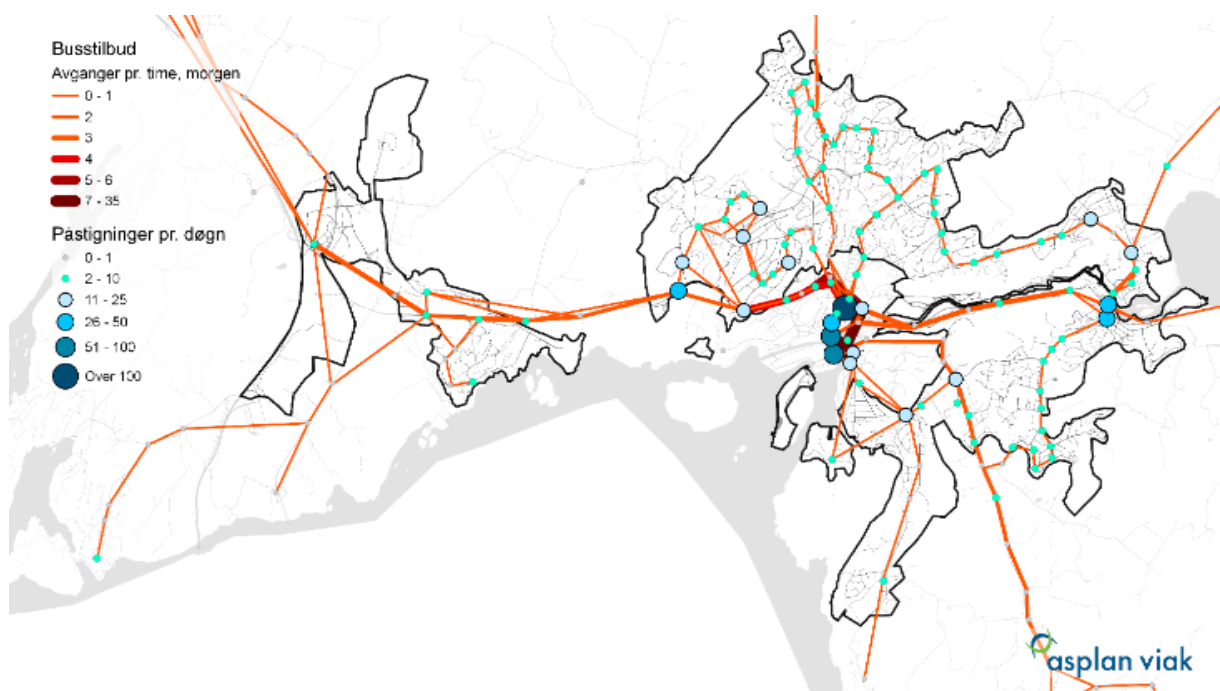 Busstilbud
Avganger pr. time, morgen
0 - 1
2
3
4
5 - 6
7 - 35
Påstigninger pr. døgn
0 - 1
2 - 10
11 - 25
26 - 50
51 - 100
Over 100
asplan viak